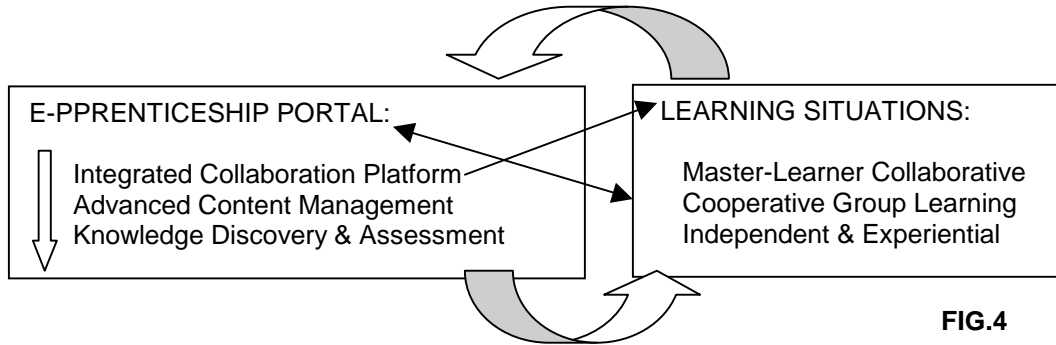 E-PPRENTICESHIP PORTAL:
Integrated Collaboration Platform
Advanced Content Management
Knowledge Discovery & Assessment
LEARNING SITUATIONS:
Master-Learner Collaborative
Cooperative Group Learning
Independent & Experiential
FIG.4